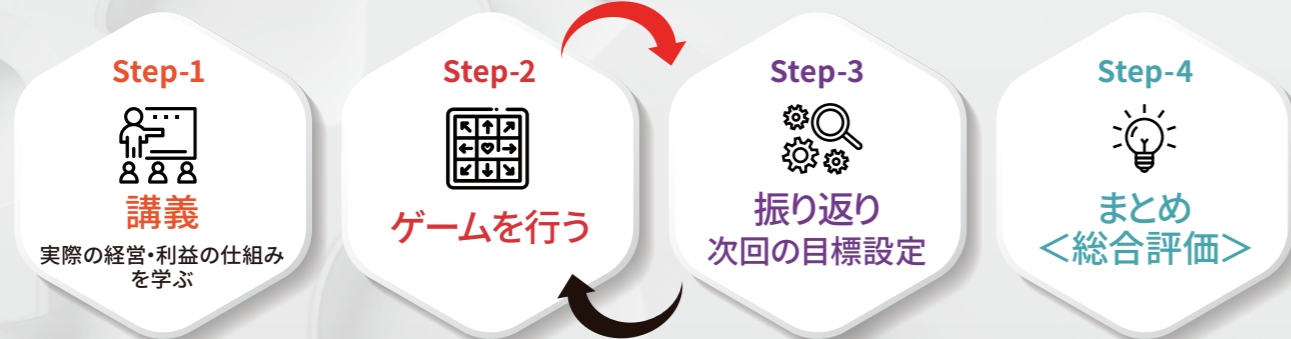 Step-1
講義
実際の経営・利益の仕組み
を学ぶ
Step-2
ゲームを行う
Step-3
振り返り
次回の目標設定
Step-4
まとめ
＜総合評価＞